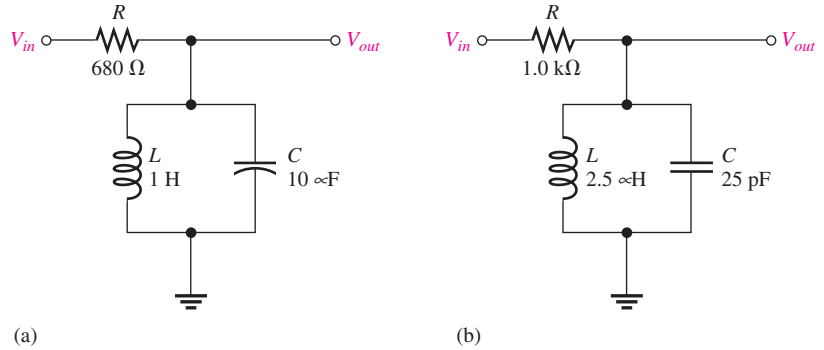 R
V_in
V_out
680 Ω
L
1 H
C
10 ∝F
(a)
R
V_in
V_out
1.0 kΩ
L
2.5 ∝H
C
25 pF
(b)